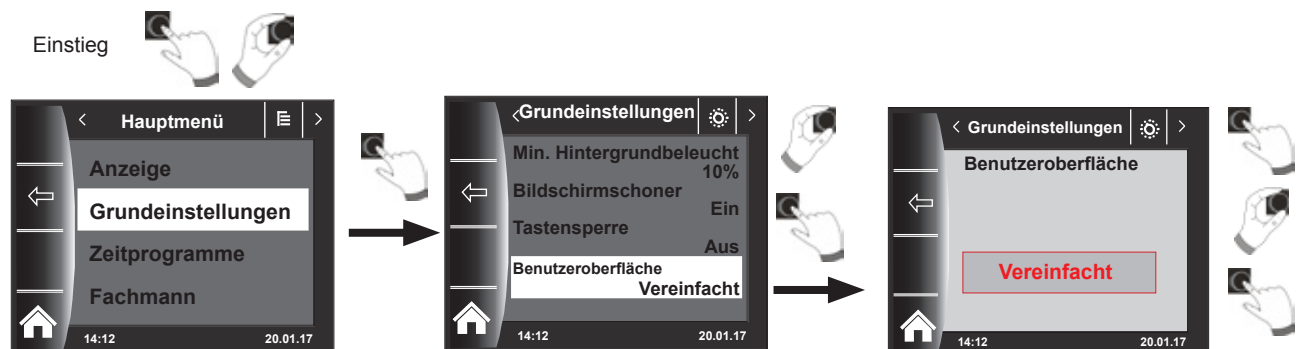 Einstieg
Hauptmenü
Anzeige
Grundeinstellungen
Zeitprogramme
Fachmann
14:12 20.01.17
Grundeinstellungen
Min. Hintergrundbeleucht
10%
Bildschirmschoner
Ein
Tastensperre
Aus
Benutzeroberfläche
Vereinfacht
14:12 20.01.17
Grundeinstellungen
Benutzeroberfläche
Vereinfacht
14:12 20.01.17